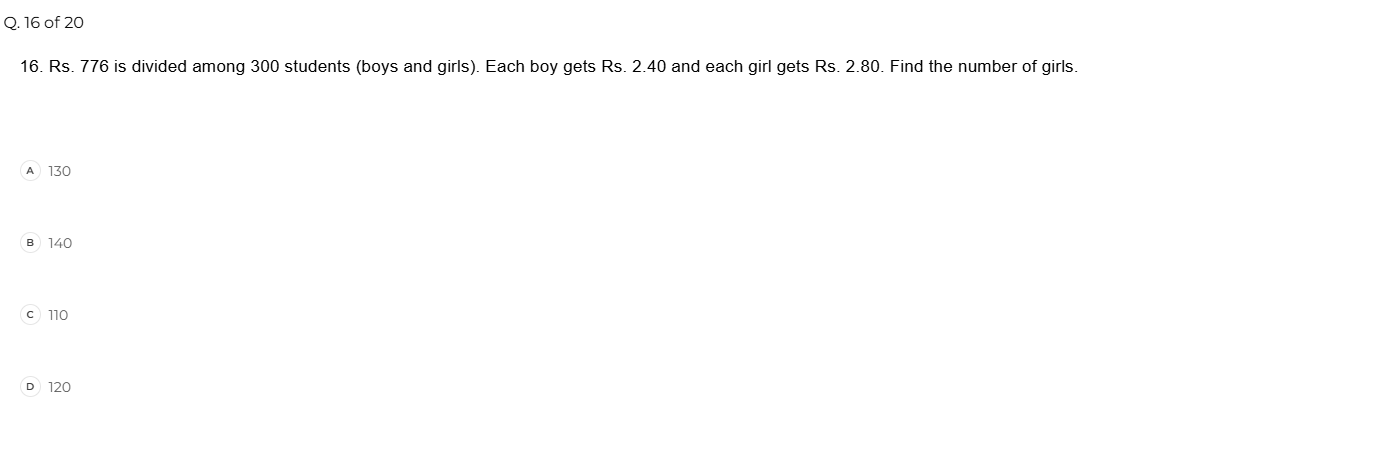 Q. 16 of 20
16. Rs. 776 is divided among 300 students (boys and girls). Each boy gets Rs. 2.40 and each girl gets Rs. 2.80. Find the number of girls.
A 130
B 140
C 110
D 120